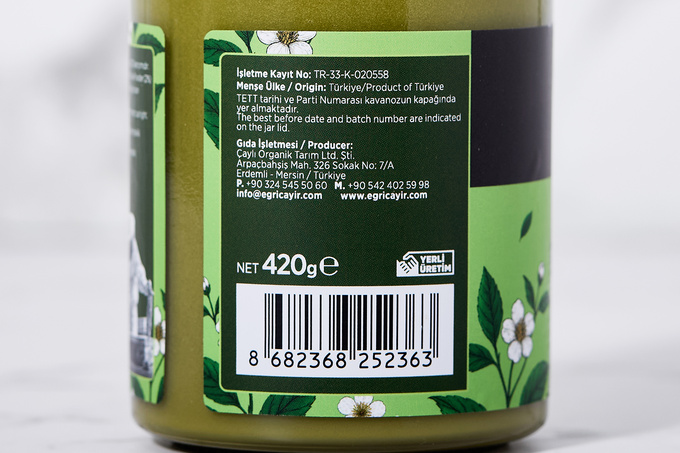 İşletme Kayıt No: TR-33-K-020558
Menşe Ülke / Origin: Türkiye/Product of Türkiye
TETT tarihi ve Parti Numarası kavanozun kapağında
yer almaktadır.
The best before date and batch number are indicated
on the jar lid.
Gıda İşletmesi / Producer:
Çaylı Organik Tarım Ltd. Şti.
Arpaçbahşiş Mah. 326 Sokak No: 7/A
Erdemli - Mersin / Türkiye
P. +90 324 545 50 60 M. +90 542 402 59 98
info@egricayir.com www.egricayir.com
NET 420g℮
YERLİ
ÜRETİM
8 682368 252363